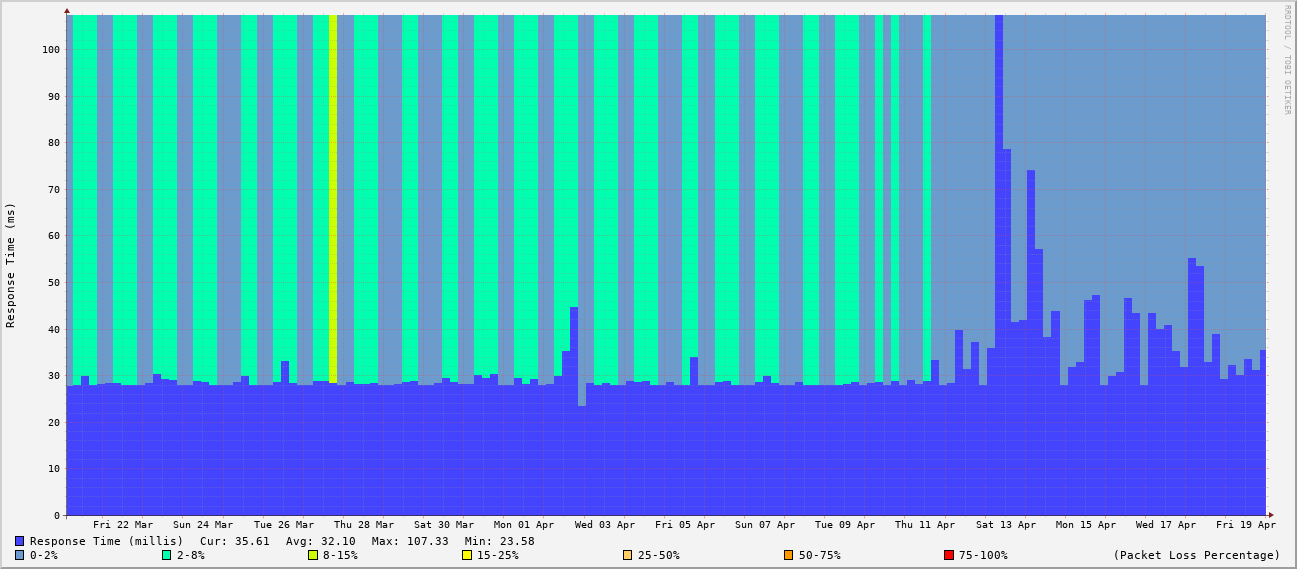 RRDTOOL / TOBI OETIKER
Response Time (ms)
100
90
80
70
60
50
40
30
20
10
0
Fri 22 Mar Sun 24 Mar Tue 26 Mar Thu 28 Mar Sat 30 Mar Mon 01 Apr Wed 03 Apr Fri 05 Apr Sun 07 Apr Tue 09 Apr Thu 11 Apr Sat 13 Apr Mon 15 Apr Wed 17 Apr Fri 19 Apr
Response Time (millis) Cur: 35.61 Avg: 32.10 Max: 107.33 Min: 23.58
0-2% 2-8% 8-15% 15-25% 25-50% 50-75% 75-100% (Packet Loss Percentage)